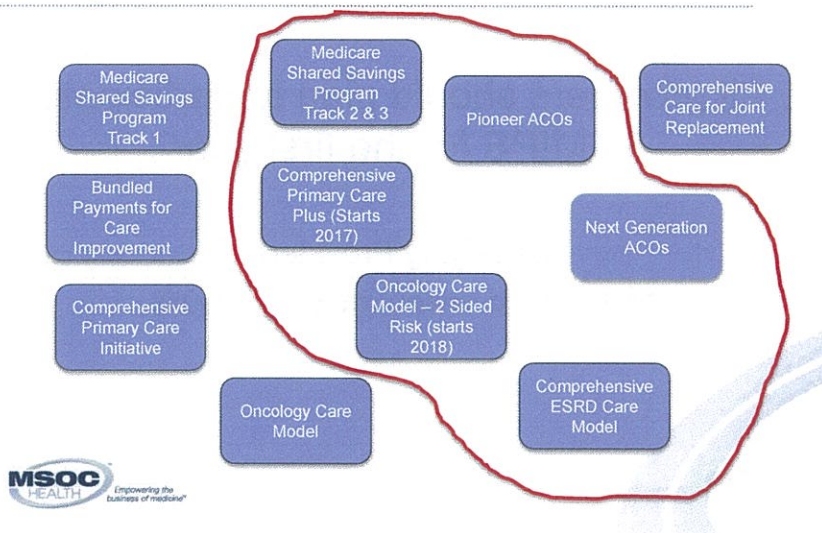 Medicare
Shared Savings
Program
Track 1
Medicare
Shared Savings
Program
Track 2 & 3
Pioneer ACOs
Comprehensive
Care for Joint
Replacement
Bundled
Payments for
Care
Improvement
Comprehensive
Primary Care
Plus (Starts
2017)
Next Generation
ACOs
Comprehensive
Primary Care
Initiative
Oncology Care
Model – 2 Sided
Risk (starts
2018)
Oncology Care
Model
Comprehensive
ESRD Care
Model
MSOC
HEALTH
Empowering the
business of medicine™